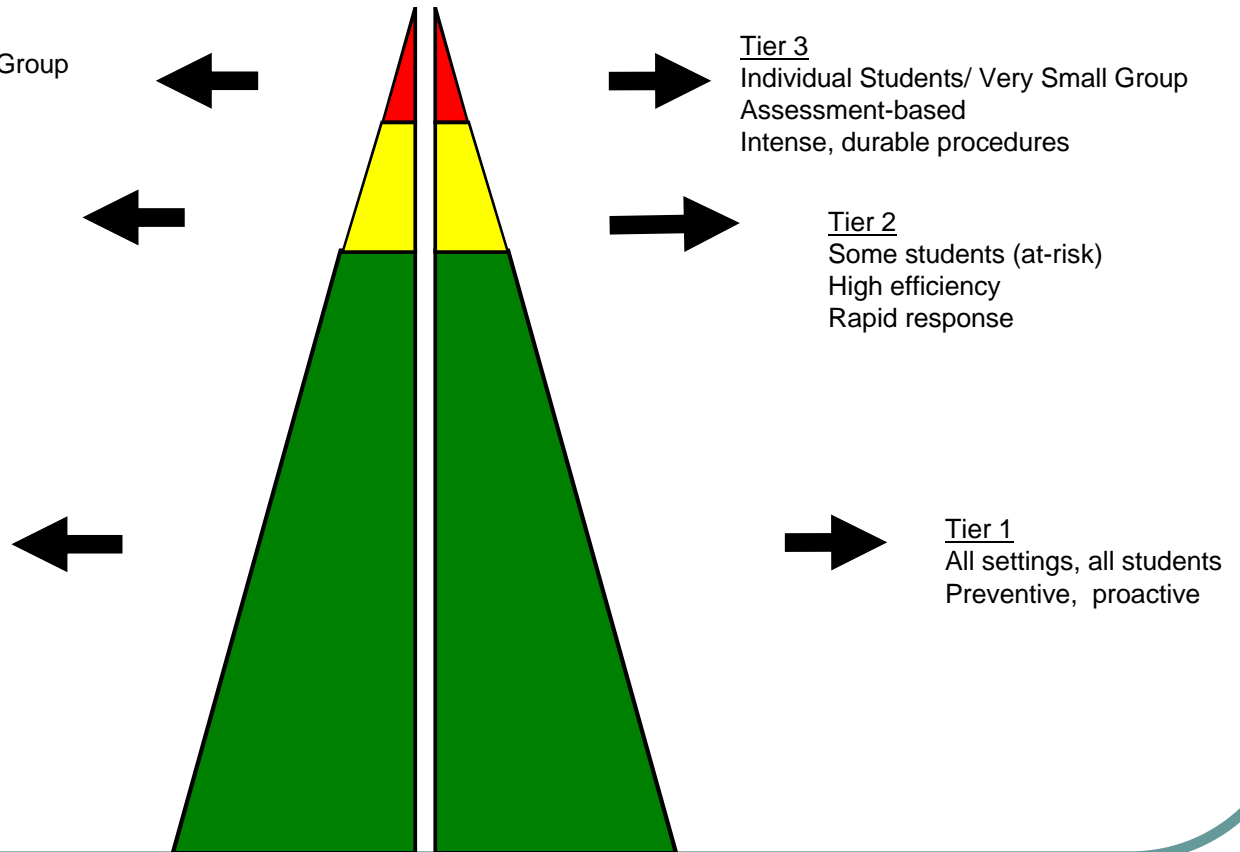 Group
Tier 3
Individual Students/ Very Small Group
Assessment-based
Intense, durable procedures
Tier 2
Some students (at-risk)
High efficiency
Rapid response
Tier 1
All settings, all students
Preventive, proactive